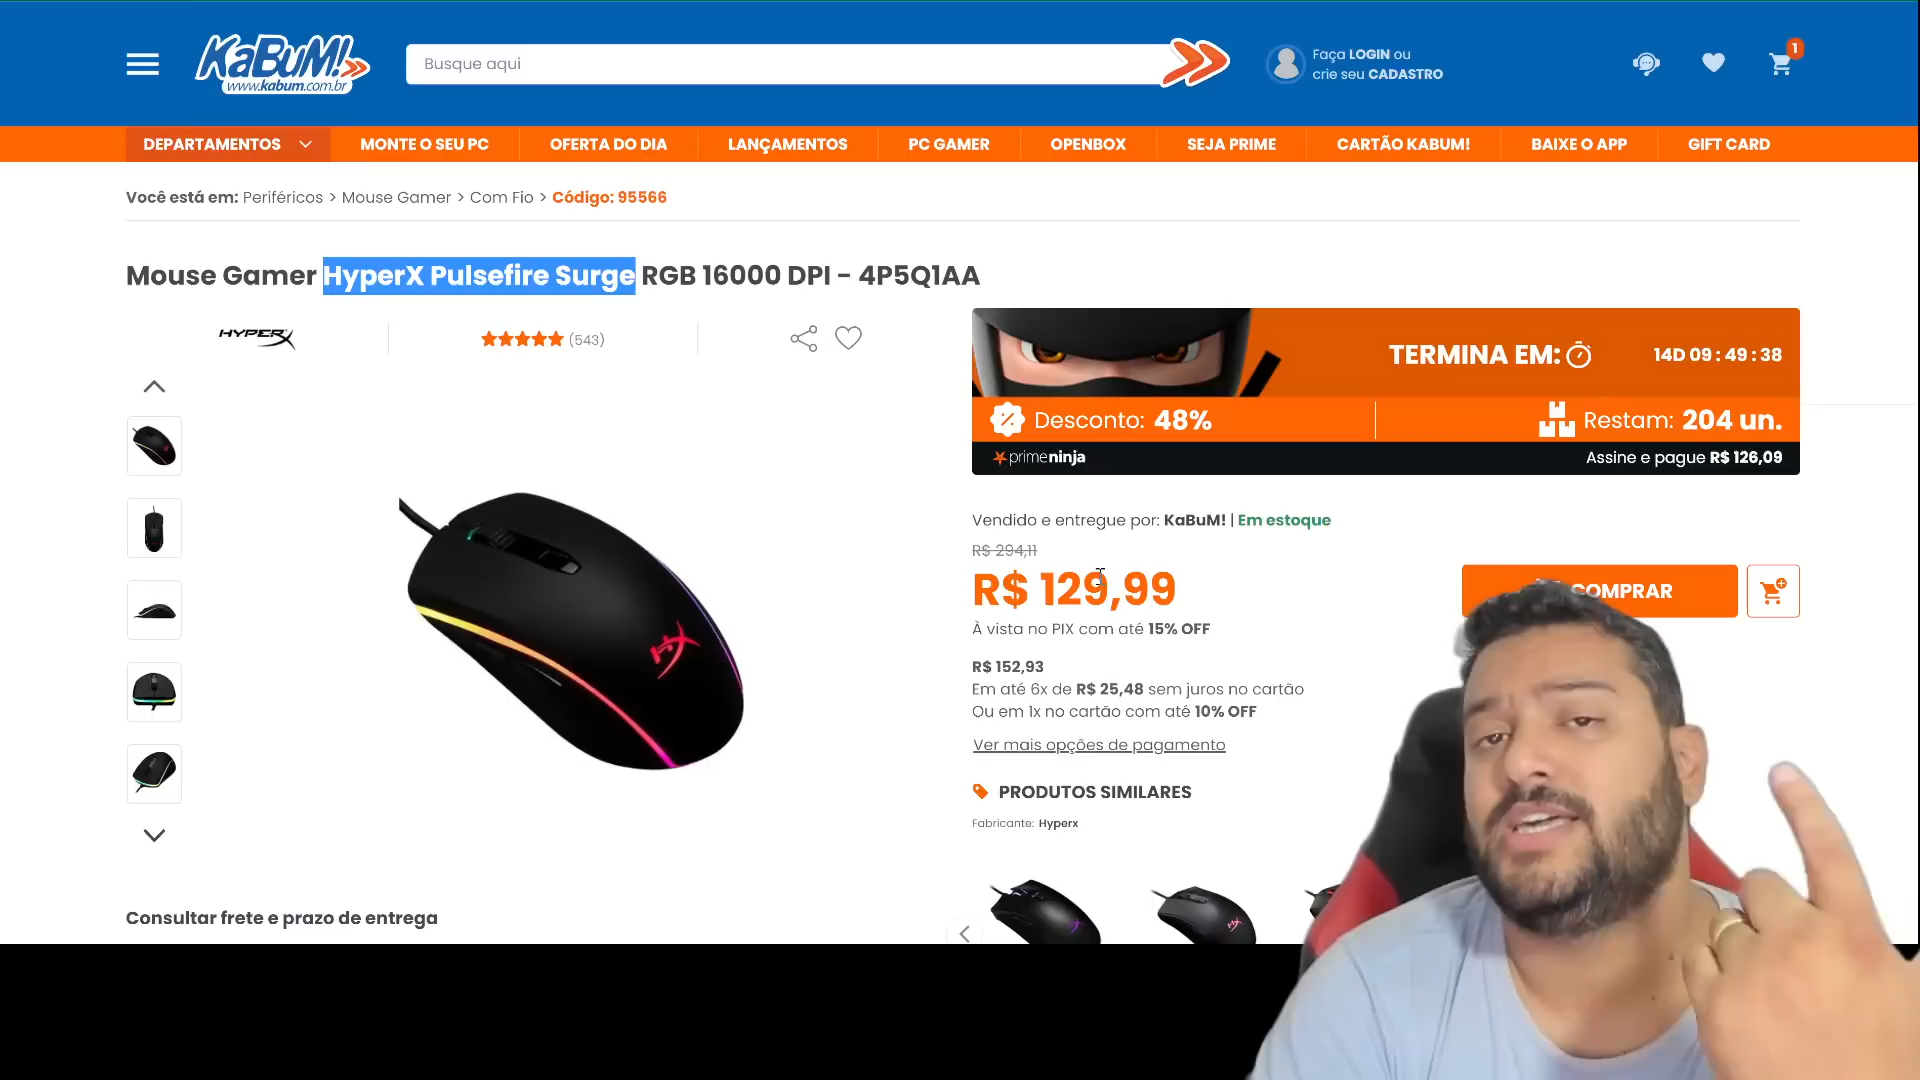 KaBuM!
www.kabum.com.br
Busque aqui
Faça LOGIN ou
crie seu CADASTRO
1
DEPARTAMENTOS
MONTE O SEU PC
OFERTA DO DIA
LANÇAMENTOS
PC GAMER
OPENBOX
SEJA PRIME
CARTÃO KABUM!
BAIXE O APP
GIFT CARD
Você está em: Periféricos > Mouse Gamer > Com Fio > Código: 95566
Mouse Gamer HyperX Pulsefire Surge RGB 16000 DPI - 4P5Q1AA
HYPERX
(543)
TERMINA EM:
14D 09 : 49 : 38
Desconto: 48%
Restam: 204 un.
primeninja
Assine e pague R$ 126,09
Vendido e entregue por: KaBuM! | Em estoque
R$ 294,11
R$ 129,99
COMPRAR
À vista no PIX com até 15% OFF
R$ 152,93
Em até 6x de R$ 25,48 sem juros no cartão
Ou em 1x no cartão com até 10% OFF
Ver mais opções de pagamento
PRODUTOS SIMILARES
Fabricante: Hyperx
Consultar frete e prazo de entrega